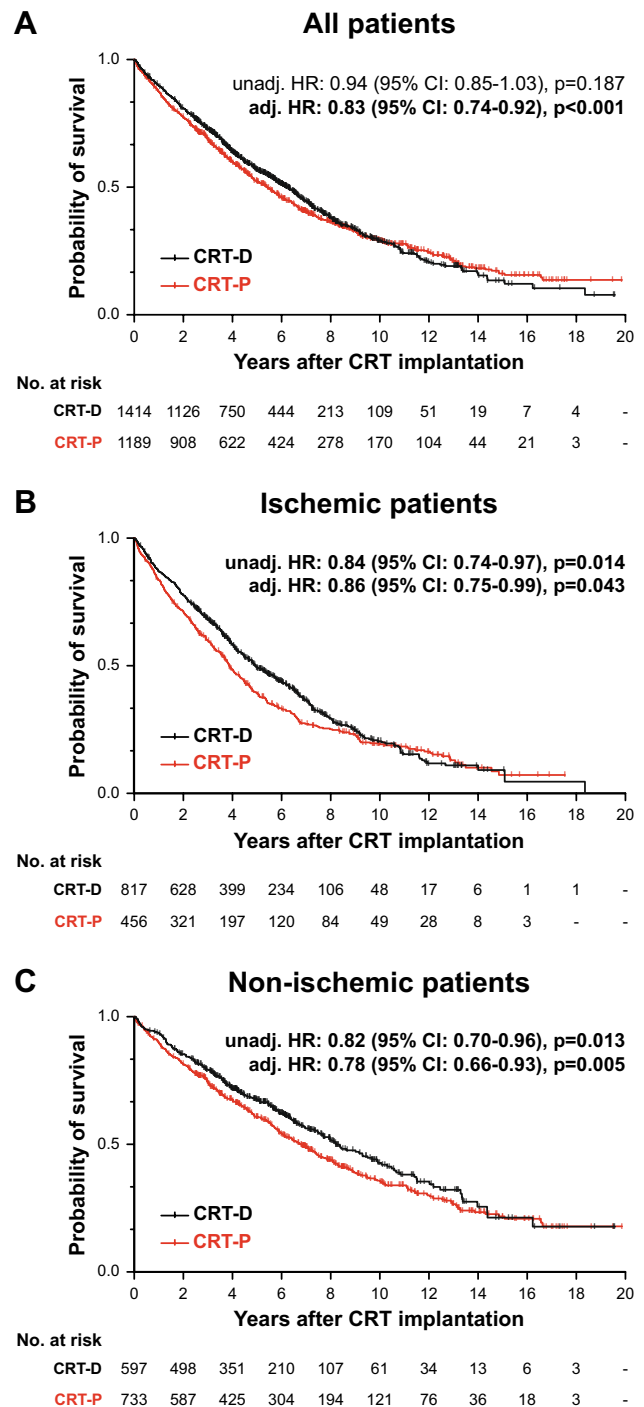 A All patients
unadj. HR: 0.94 (95% CI: 0.85-1.03), p=0.187
adj. HR: 0.83 (95% CI: 0.74-0.92), p<0.001
Probability of survival
1.0
0.5
0.0
CRT-D
CRT-P
0 2 4 6 8 10 12 14 16 18 20
Years after CRT implantation
No. at risk
CRT-D 1414 1126 750 444 213 109 51 19 7 4 -
CRT-P 1189 908 622 424 278 170 104 44 21 3 -
B Ischemic patients
unadj. HR: 0.84 (95% CI: 0.74-0.97), p=0.014
adj. HR: 0.86 (95% CI: 0.75-0.99), p=0.043
Probability of survival
1.0
0.5
0.0
CRT-D
CRT-P
0 2 4 6 8 10 12 14 16 18 20
Years after CRT implantation
No. at risk
CRT-D 817 628 399 234 106 48 17 6 1 1 -
CRT-P 456 321 197 120 84 49 28 8 3 - -
C Non-ischemic patients
unadj. HR: 0.82 (95% CI: 0.70-0.96), p=0.013
adj. HR: 0.78 (95% CI: 0.66-0.93), p=0.005
Probability of survival
1.0
0.5
0.0
CRT-D
CRT-P
0 2 4 6 8 10 12 14 16 18 20
Years after CRT implantation
No. at risk
CRT-D 597 498 351 210 107 61 34 13 6 3 -
CRT-P 733 587 425 304 194 121 76 36 18 3 -